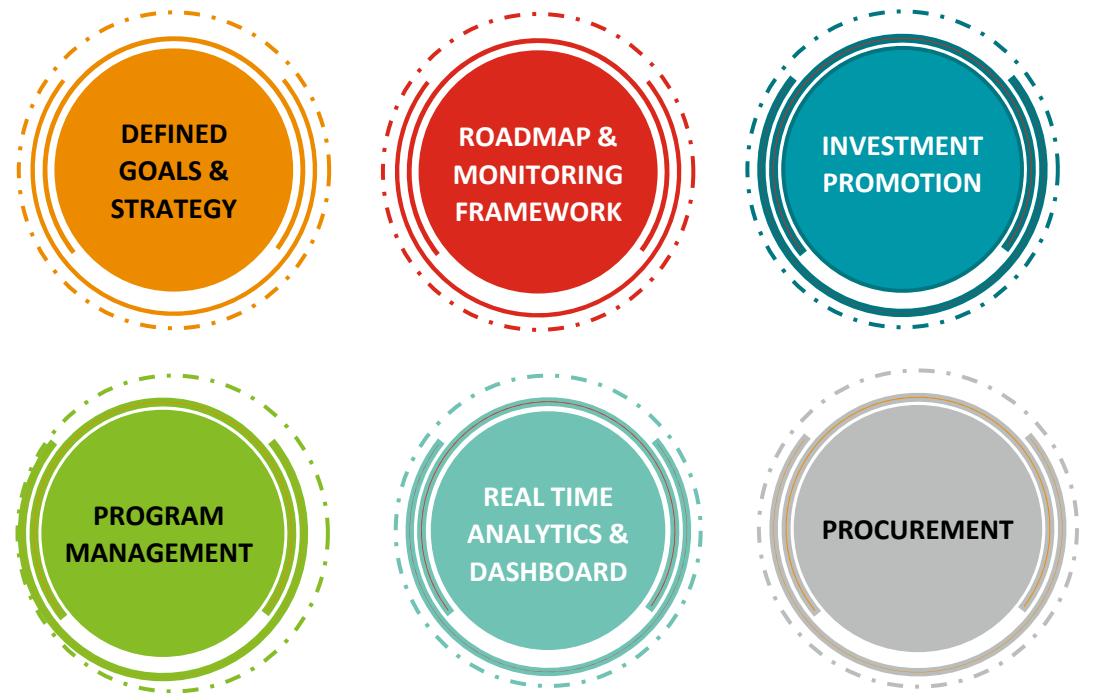 DEFINED
GOALS &
STRATEGY
ROADMAP &
MONITORING
FRAMEWORK
INVESTMENT
PROMOTION
PROGRAM
MANAGEMENT
REAL TIME
ANALYTICS &
DASHBOARD
PROCUREMENT